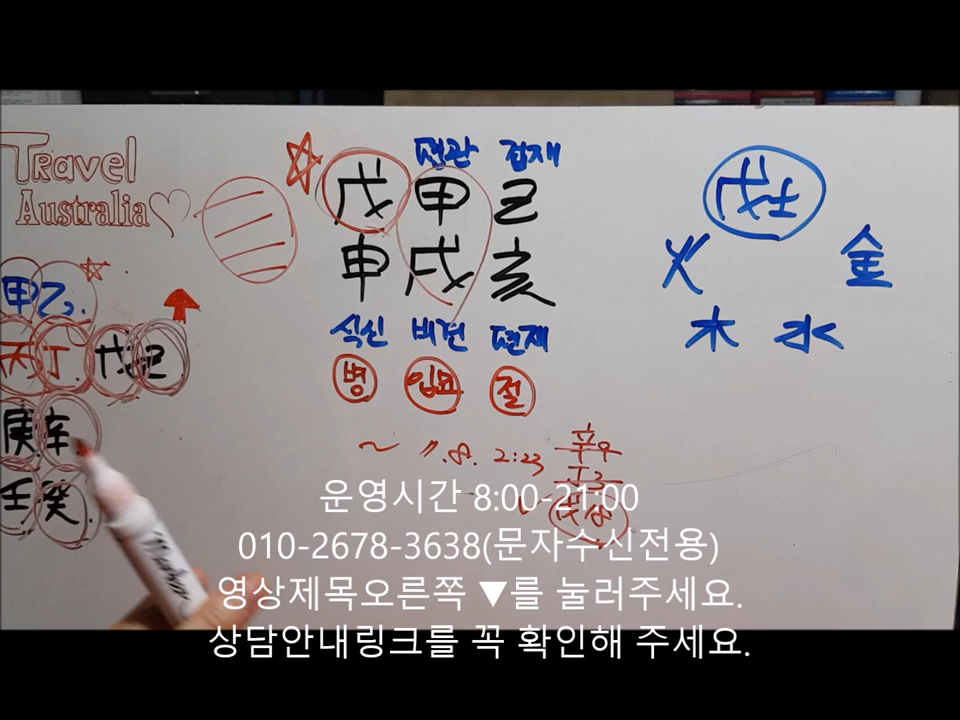 Travel
Australia
편관 겁재
戊 甲 己
申 戌 亥
식신 비견 편재
병 입묘 절
甲乙.
丙丁. 戊己
庚辛
壬癸.
戊土
火 金
木 水
~ 11.8. 2:23
운영시간 8:00-21:00
010-2678-3638(문자수신전용)
영상제목오른쪽 ▼를 눌러주세요.
상담안내링크를 꼭 확인해 주세요.